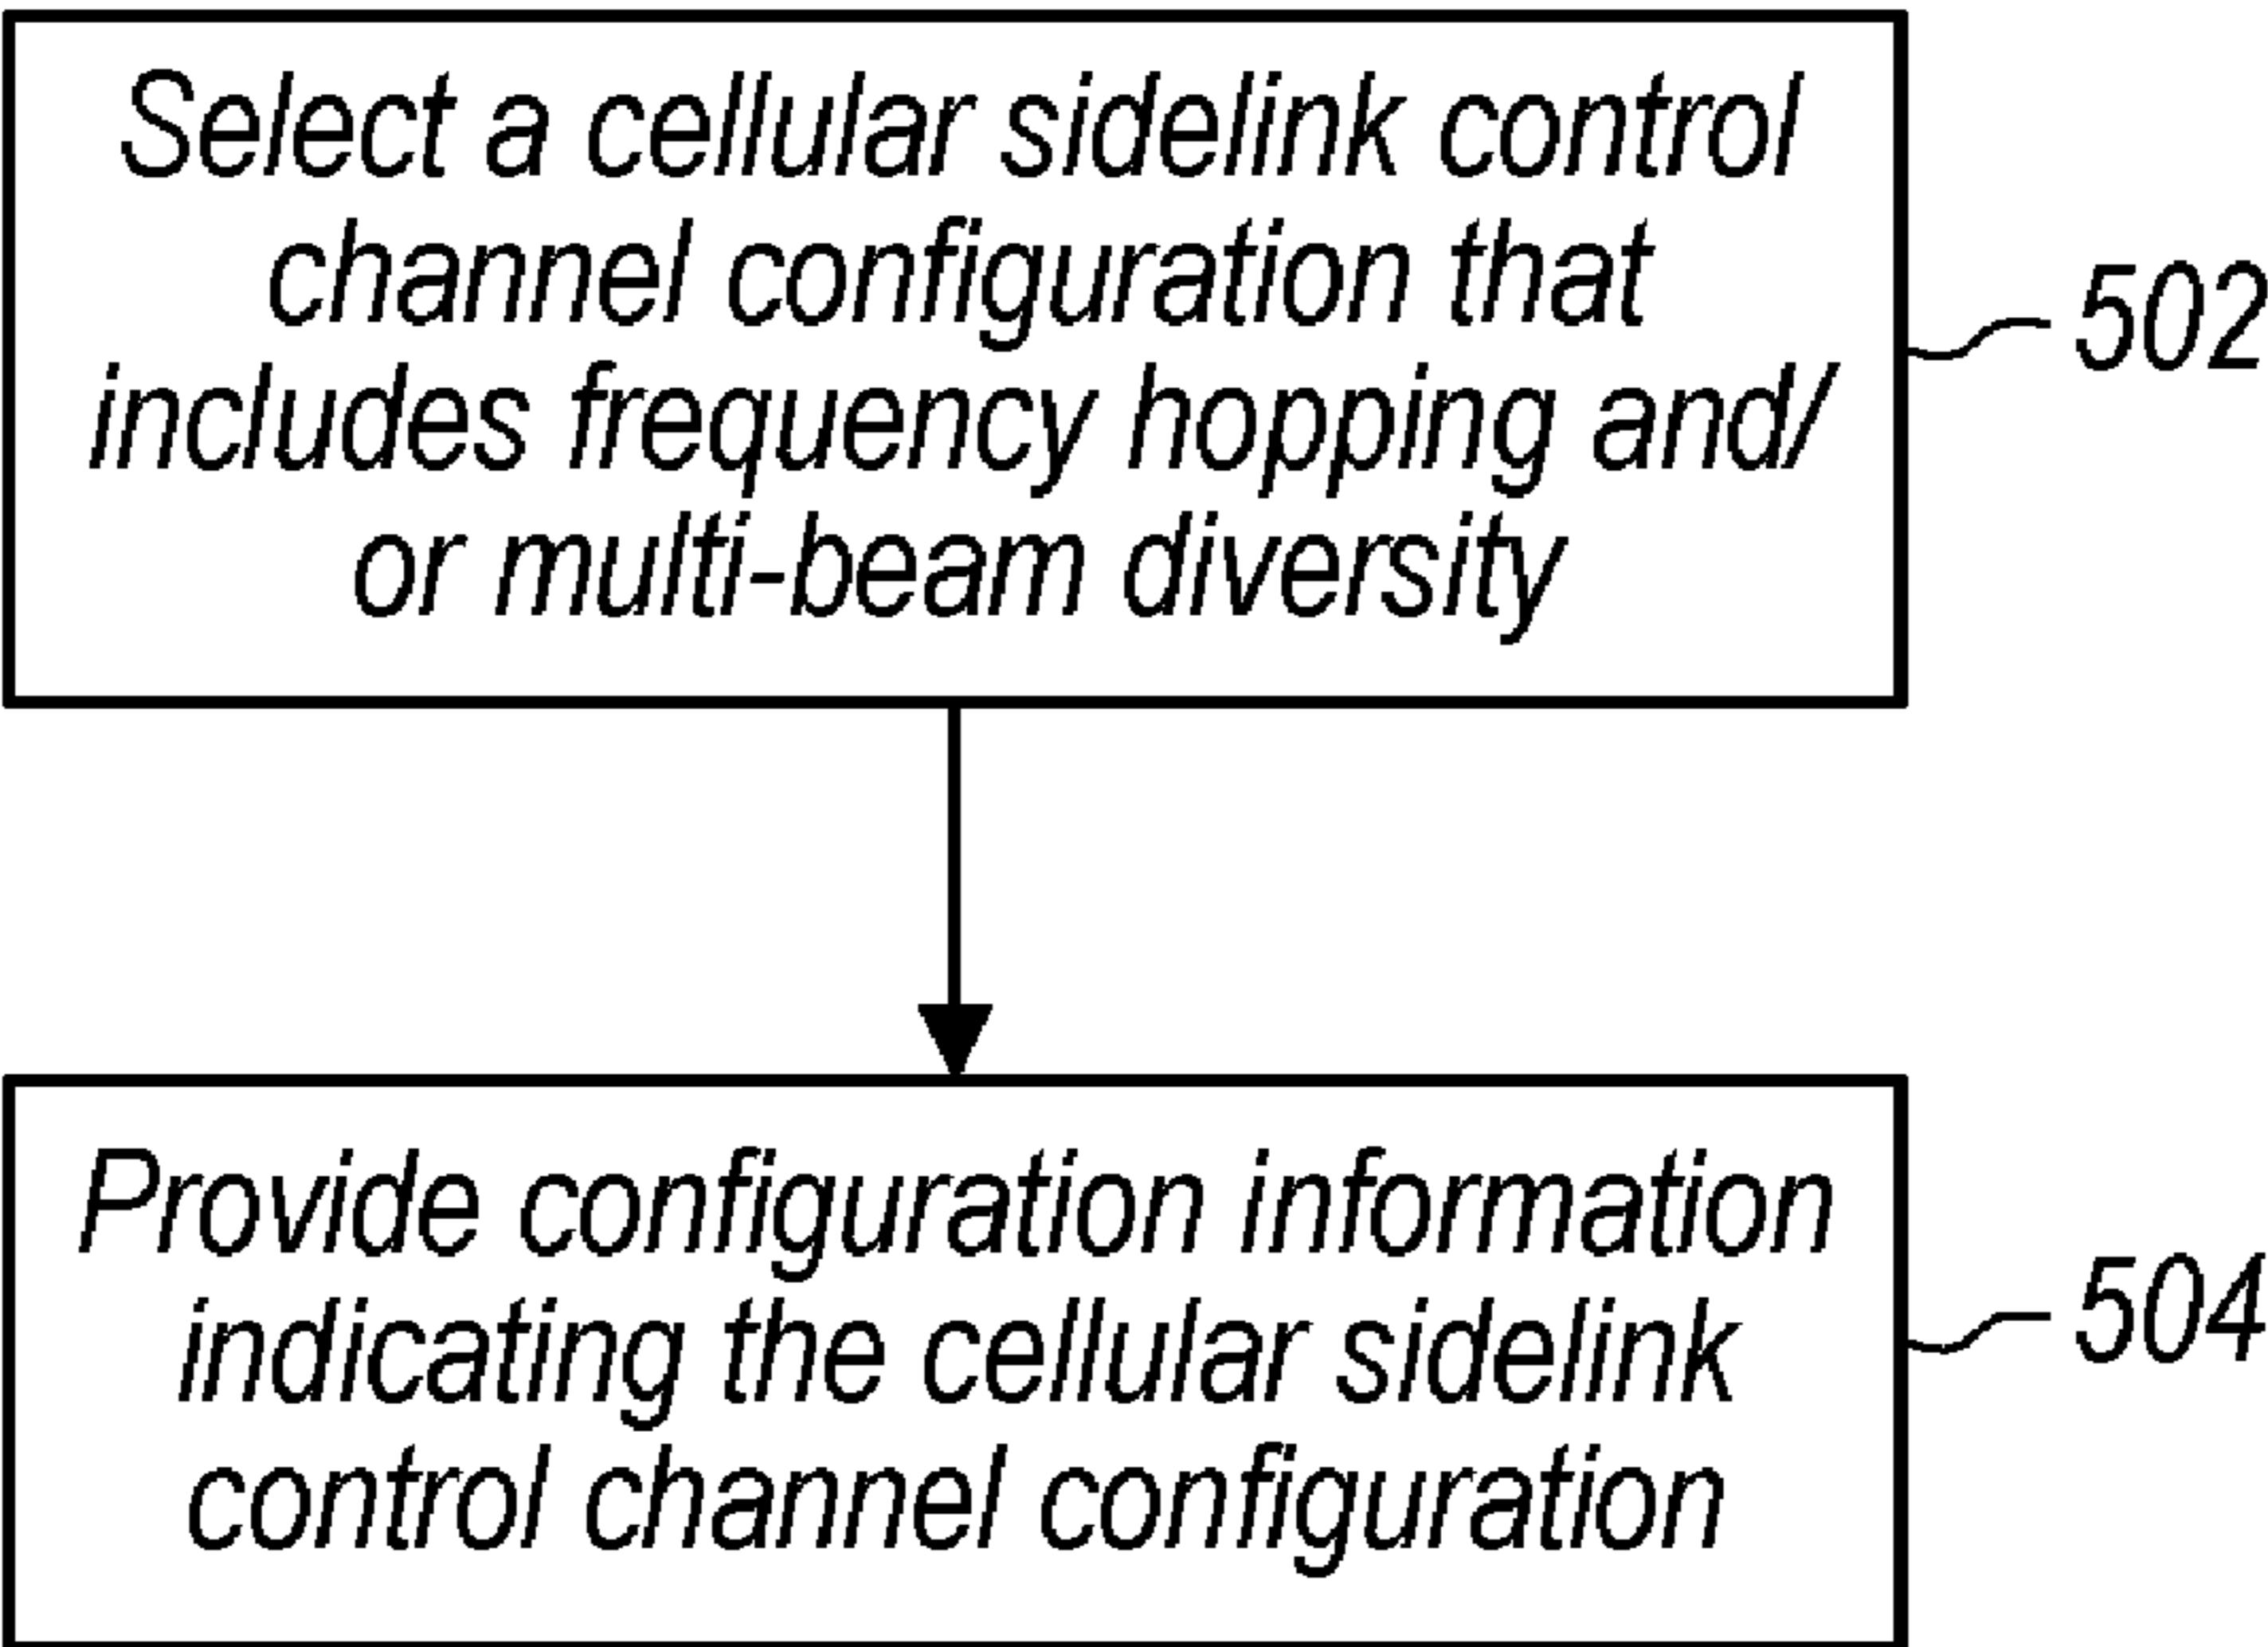 Select a cellular sidelink control
channel configuration that
includes frequency hopping and/
or multi-beam diversity
502
Provide configuration information
indicating the cellular sidelink
control channel configuration
504